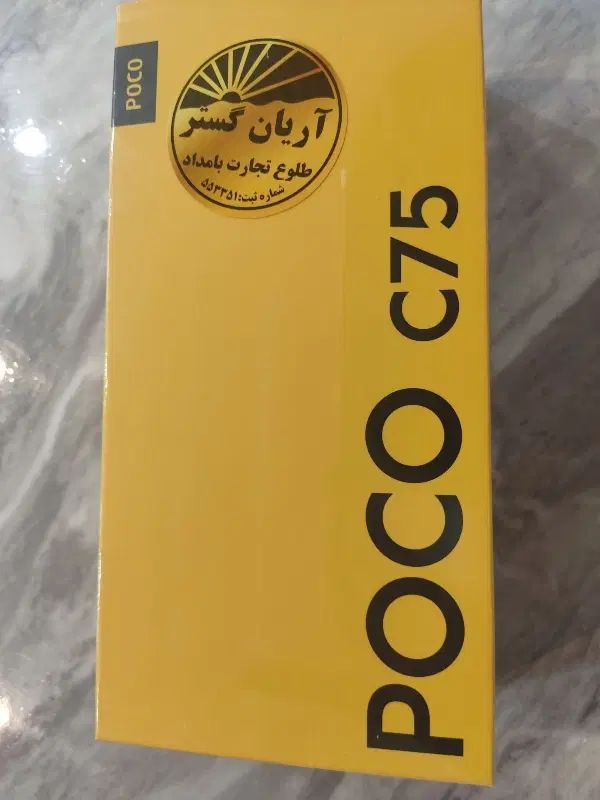 POCO
آریان گستر
طلوع تجارت بامداد
شماره ثبت: ۵۵۳۳۵۱
POCO C75